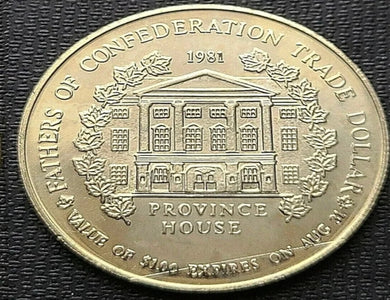 FATHERS OF CONFEDERATION TRADE DOLLAR
1981
PROVINCE
HOUSE
VALUE OF $1.00 EXPIRES ON AUG 31